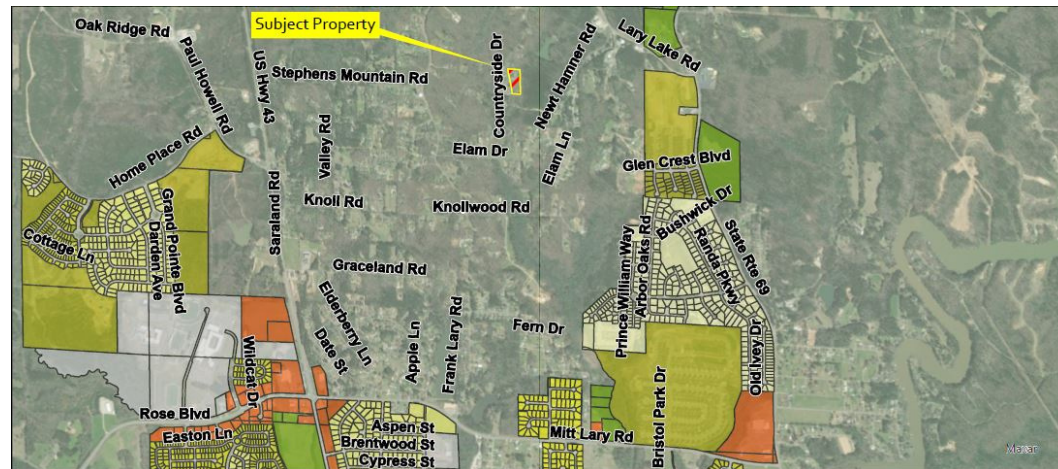 Subject Property
Oak Ridge Rd
Paul Howell Rd
US Hwy 43
Stephens Mountain Rd
Countryside Dr
Newt Hamner Rd
Lary Lake Rd
Home Place Rd
Valley Rd
Elam Dr
Elam Ln
Glen Crest Blvd
Saraland Rd
Knoll Rd
Knollwood Rd
Bushwick Dr
Cottage Ln
Grand Pointe Blvd
Darden Ave
Graceland Rd
Prince William Way
Arbor Oaks Rd
Randa Pkwy
State Rte 69
Elderberry Ln
Date St
Apple Ln
Frank Lary Rd
Fern Dr
Old Ivey Dr
Wildcat Dr
Rose Blvd
Easton Ln
Aspen St
Brentwood St
Cypress St
Mitt Lary Rd
Bristol Park Dr
Maxar